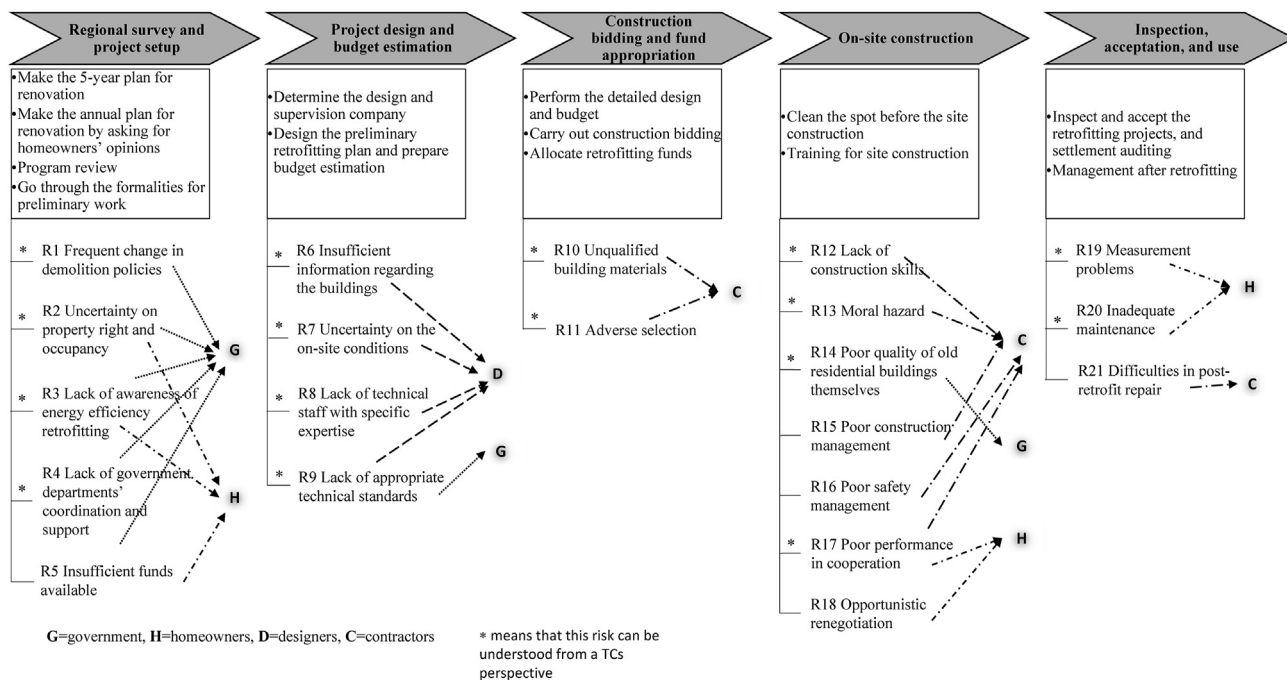 Regional survey and
project setup
Project design and
budget estimation
Construction
bidding and fund
appropriation
On-site construction
Inspection,
acceptation, and use
•Make the 5-year plan for
renovation
•Make the annual plan for
renovation by asking for
homeowners' opinions
•Program review
•Go through the formalities for
preliminary work
•Determine the design and
supervision company
•Design the preliminary
retrofitting plan and prepare
budget estimation
•Perform the detailed design
and budget
•Carry out construction bidding
•Allocate retrofitting funds
•Clean the spot before the site
construction
•Training for site construction
•Inspect and accept the
retrofitting projects, and
settlement auditing
•Management after retrofitting
* R1 Frequent change in
demolition policies
* R2 Uncertainty on
property right and
occupancy
* R3 Lack of awareness of
energy efficiency
retrofitting
* R4 Lack of government
departments'
coordination and
support
R5 Insufficient funds
available
G
H
* R6 Insufficient
information regarding
the buildings
* R7 Uncertainty on the
on-site conditions
* R8 Lack of technical
staff with specific
expertise
* R9 Lack of appropriate
technical standards
D
G
* R10 Unqualified
building materials
* R11 Adverse selection
C
* R12 Lack of
construction skills
* R13 Moral hazard
* R14 Poor quality of old
residential buildings
themselves
R15 Poor construction
management
R16 Poor safety
management
* R17 Poor performance
in cooperation
R18 Opportunistic
renegotiation
C
G
H
* R19 Measurement
problems
* R20 Inadequate
maintenance
R21 Difficulties in post-
retrofit repair
H
C
G=government, H=homeowners, D=designers, C=contractors
* means that this risk can be
understood from a TCs
perspective